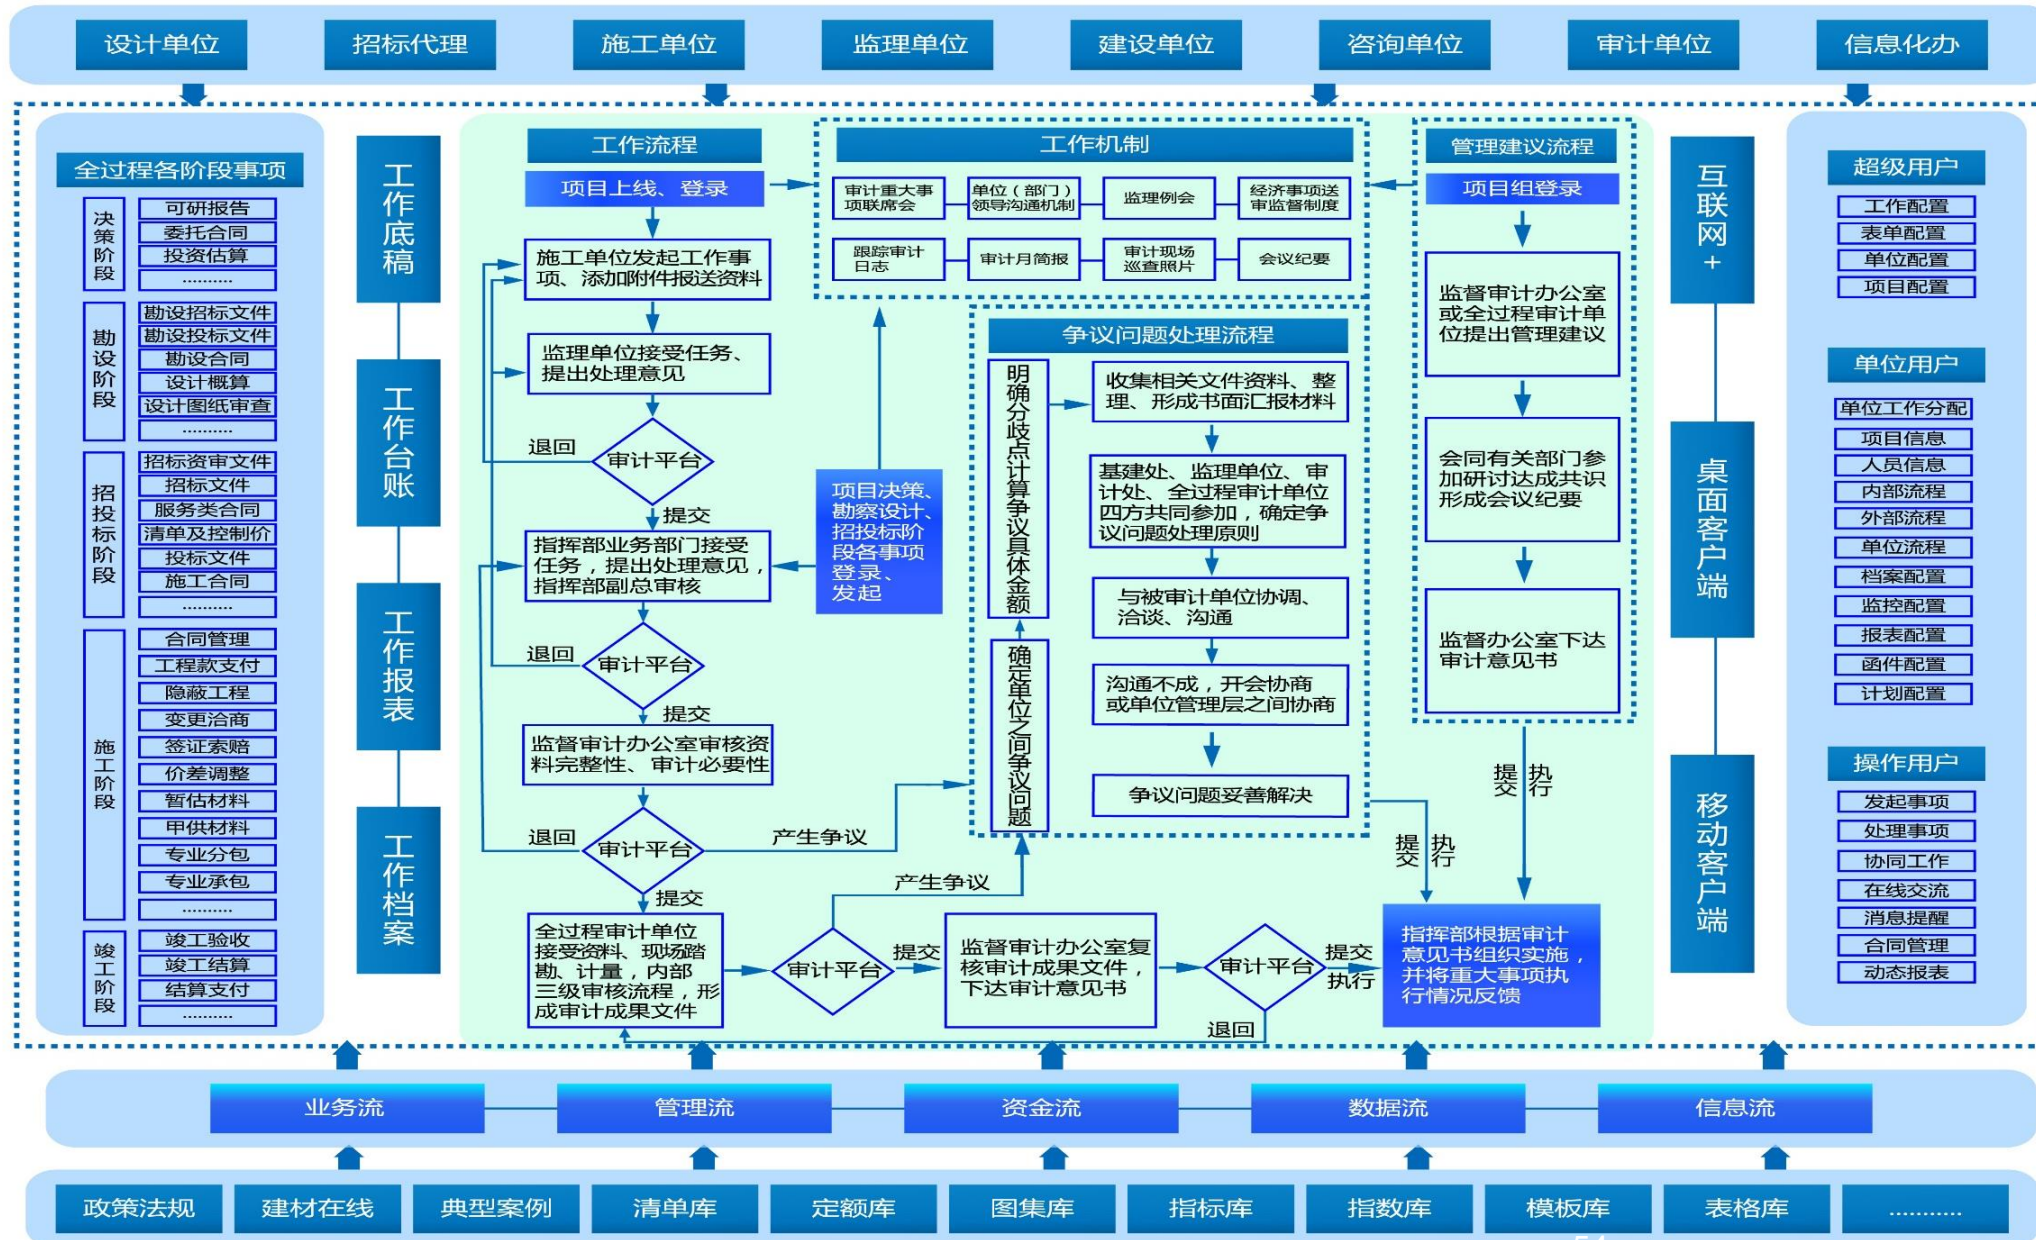 设计单位
招标代理
施工单位
监理单位
建设单位
咨询单位
审计单位
信息化办
全过程各阶段事项
决策阶段
可研报告
委托合同
投资估算
..........
勘设阶段
勘设招标文件
勘设投标文件
勘设合同
设计概算
设计图纸审查
..........
招投标阶段
招标资审文件
招标文件
服务类合同
清单及控制价
投标文件
施工合同
..........
施工阶段
合同管理
工程款支付
隐蔽工程
变更洽商
签证索赔
价差调整
暂估材料
甲供材料
专业分包
专业承包
..........
竣工阶段
竣工验收
竣工结算
结算支付
..........
工作底稿
工作台账
工作报表
工作档案
工作流程
项目上线、登录
施工单位发起工作事
项、添加附件报送资料
监理单位接受任务、
提出处理意见
退回
审计平台
提交
指挥部业务部门接受
任务，提出处理意见，
指挥部副总审核
退回
审计平台
提交
监督审计办公室审核资
料完整性、审计必要性
退回
审计平台
产生争议
提交
全过程审计单位
接受资料、现场踏
勘、计量，内部
三级审核流程，形
成审计成果文件
审计平台
产生争议
提交
监督审计办公室复
核审计成果文件，
下达审计意见书
审计平台
提交
执行
退回
指挥部根据审计
意见书组织实施，
并将重大事项执
行情况反馈
工作机制
审计重大事
项联席会
单位（部门）
领导沟通机制
监理例会
经济事项送
审监督制度
跟踪审计
日志
审计月简报
审计现场
巡查照片
会议纪要
项目决策、
勘察设计、
招投标阶
段各事项
登录、
发起
争议问题处理流程
明确分歧点计算争议具体金额
确定单位之间争议问题
收集相关文件资料、整
理、形成书面汇报材料
基建处、监理单位、审
计处、全过程审计单位
四方共同参加，确定争
议问题处理原则
与被审计单位协调、
洽谈、沟通
沟通不成，开会协商
或单位管理层之间协商
争议问题妥善解决
提交
执行
管理建议流程
项目组登录
监督审计办公室
或全过程审计单
位提出管理建议
会同有关部门参
加研讨达成共识
形成会议纪要
监督办公室下达
审计意见书
提交
执行
互联网+
桌面客户端
移动客户端
超级用户
工作配置
表单配置
单位配置
项目配置
单位用户
单位工作分配
项目信息
人员信息
内部流程
外部流程
单位流程
档案配置
监控配置
报表配置
函件配置
计划配置
操作用户
发起事项
处理事项
协同工作
在线交流
消息提醒
合同管理
动态报表
业务流
管理流
资金流
数据流
信息流
政策法规
建材在线
典型案例
清单库
定额库
图集库
指标库
指数库
模板库
表格库
...........